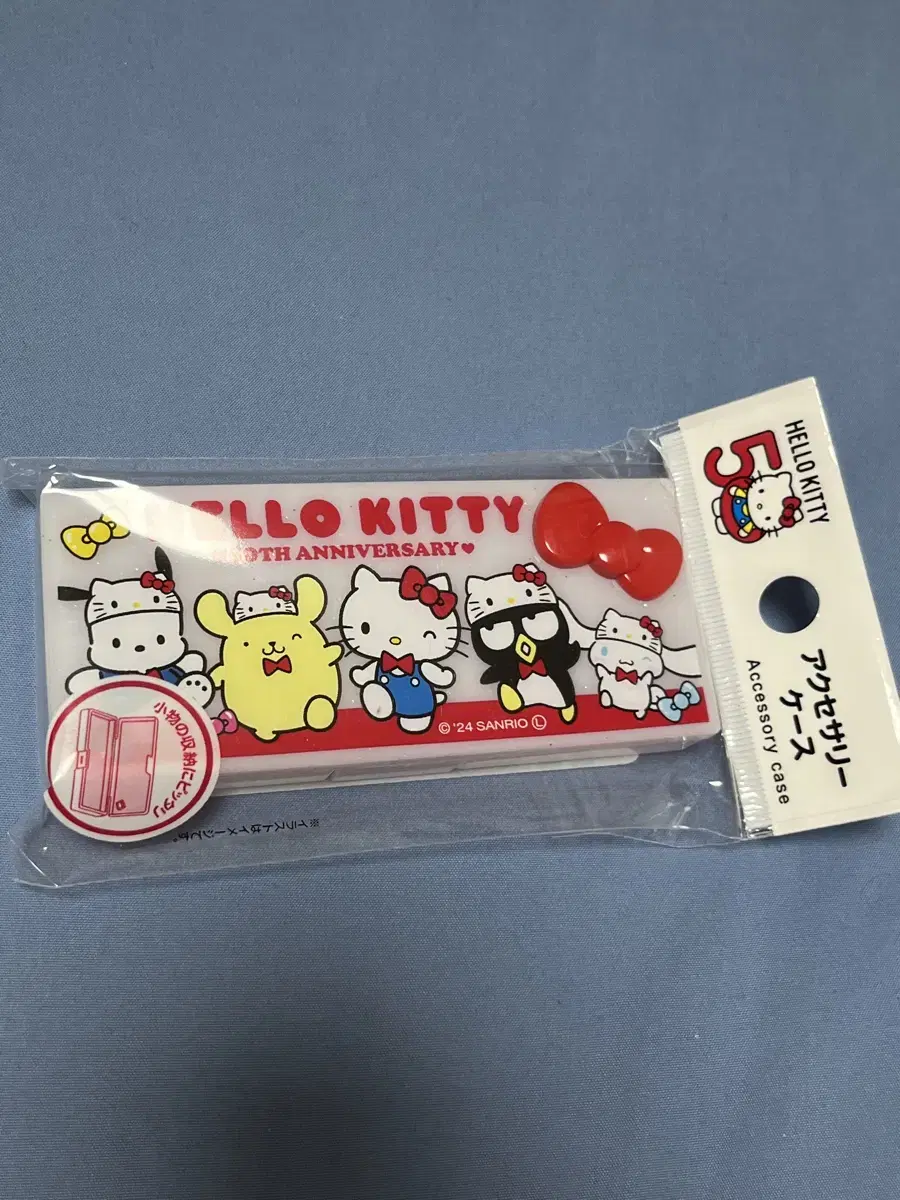 HELLO KITTY
50TH ANNIVERSARY♥
© '24 SANRIO Ⓛ
小物の収納にピッタリ
※イラストはイメージです。
HELLO KITTY
50
アクセサリー
ケース
Accessory case